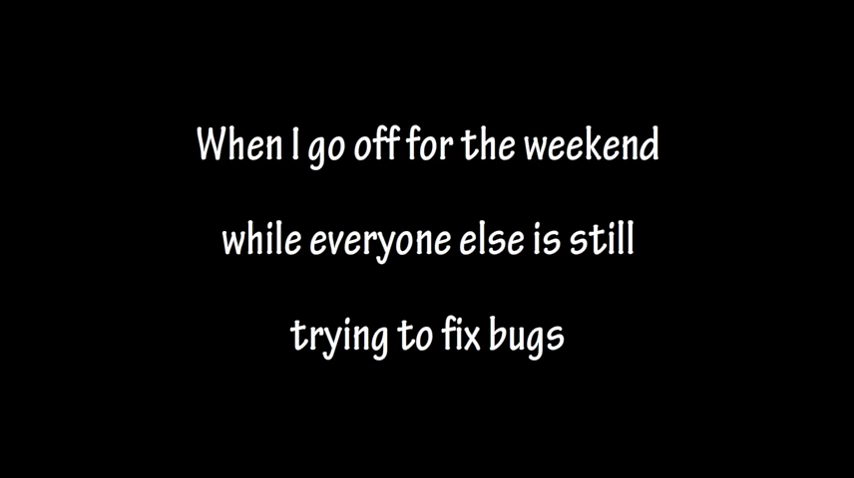 When I go off for the weekend
while everyone else is still
trying to fix bugs